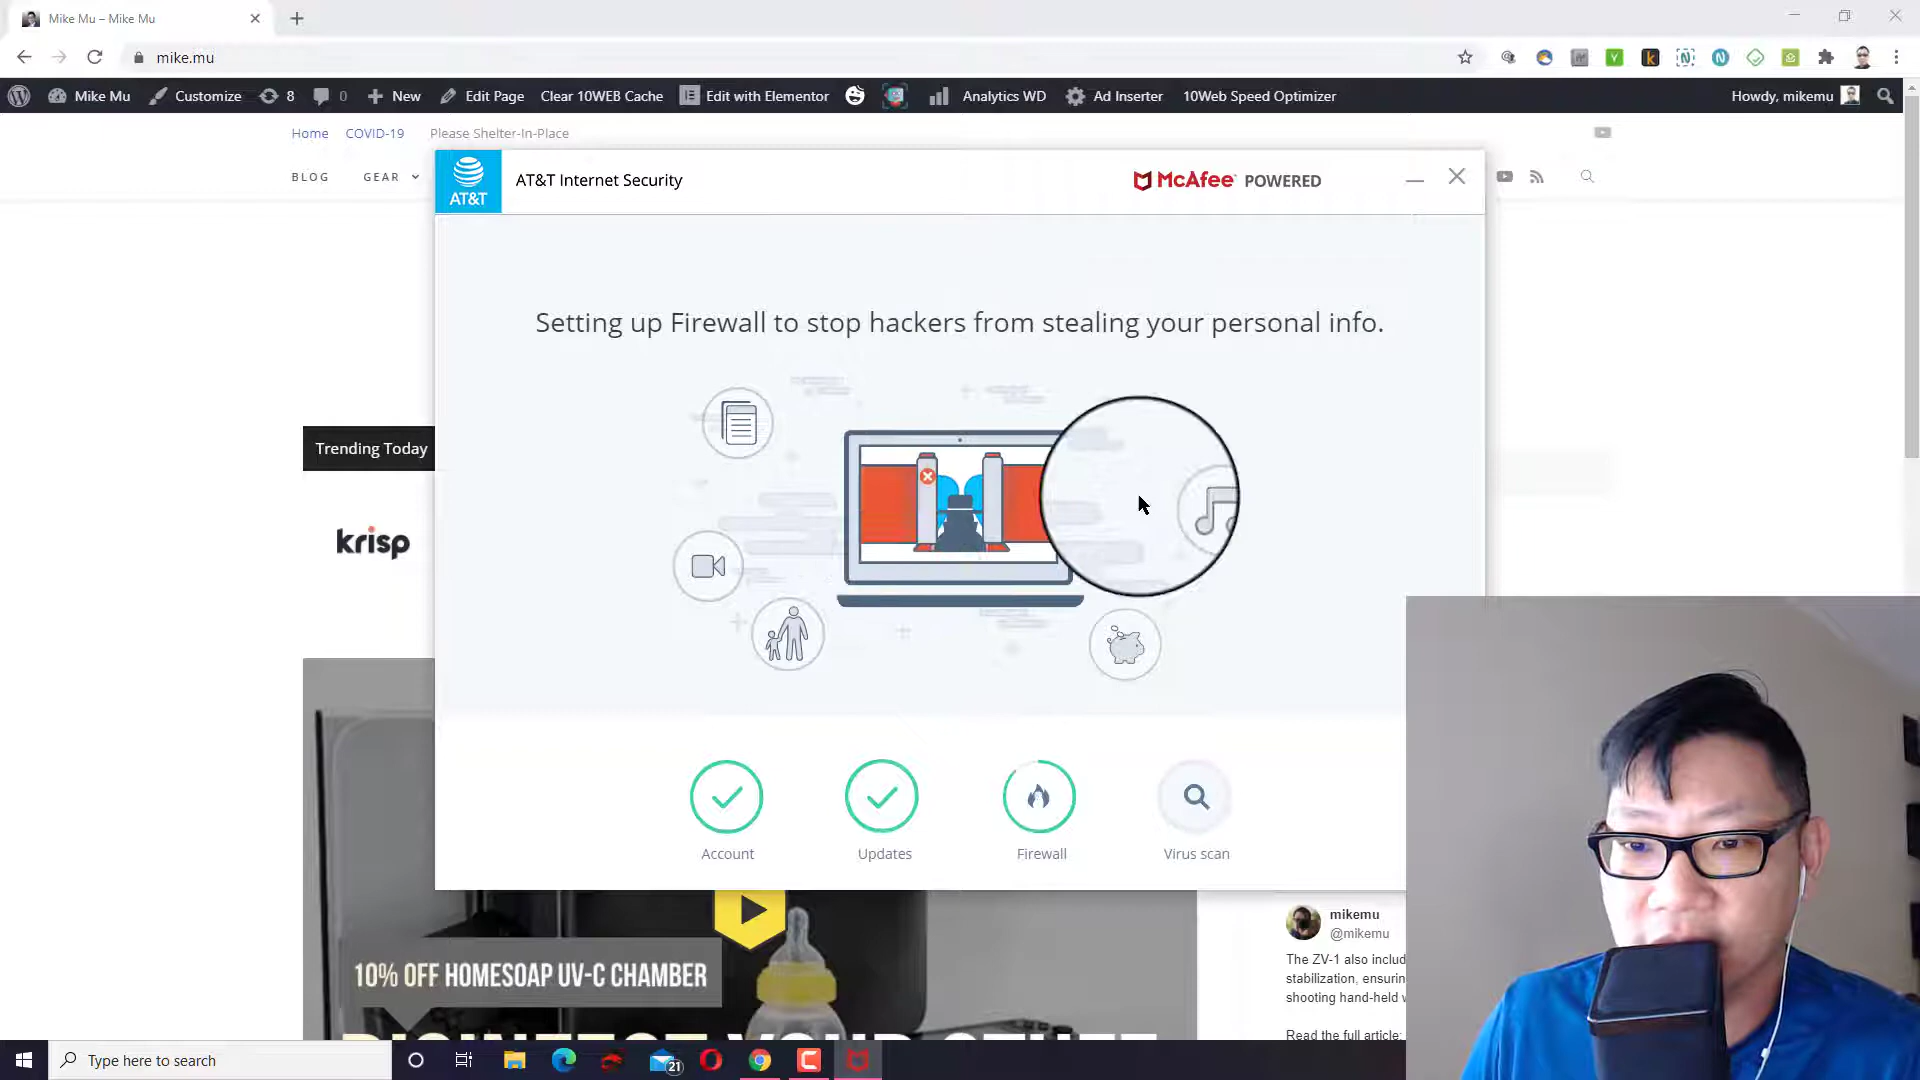 Mike Mu – Mike Mu
mike.mu
Mike Mu
Customize
8
0
New
Edit Page
Clear 10WEB Cache
Edit with Elementor
Analytics WD
Ad Inserter
10Web Speed Optimizer
Howdy, mikemu
Home
COVID-19
Please Shelter-In-Place
BLOG
GEAR
AT&T
AT&T Internet Security
McAfee POWERED
Setting up Firewall to stop hackers from stealing your personal info.
Trending Today
krisp
Account
Updates
Firewall
Virus scan
10% OFF HOMESOAP UV-C CHAMBER
mikemu
@mikemu
The ZV-1 also includ
stabilization, ensuri
shooting hand-held
Read the full article:
Type here to search
21